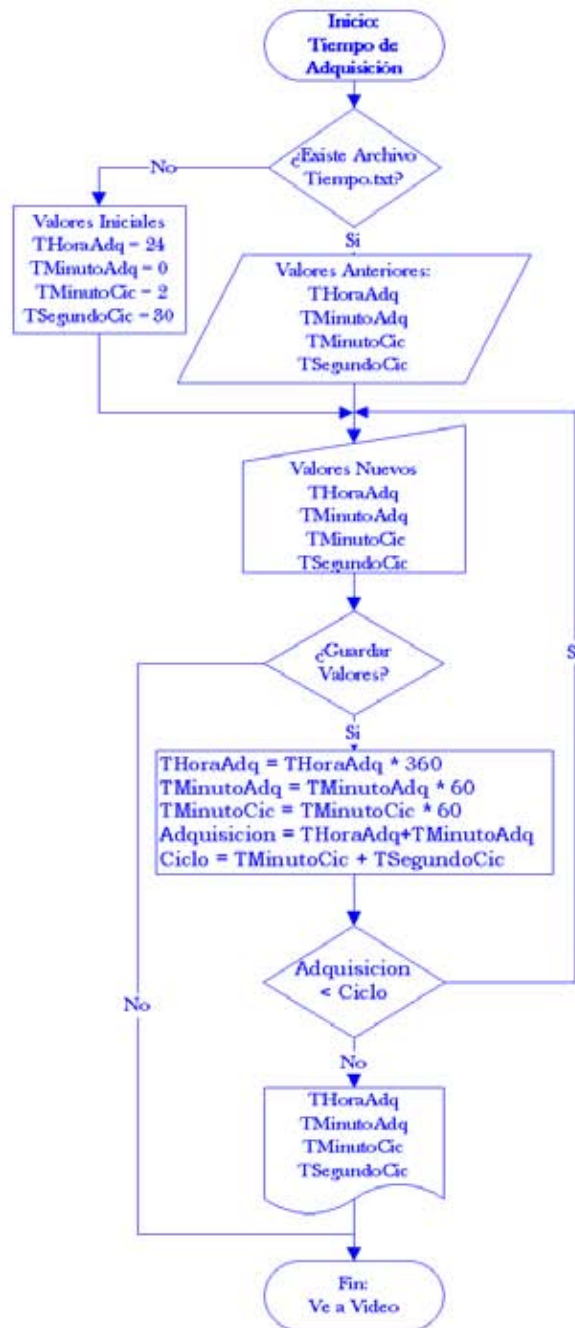 Inicio:
Tiempo de
Adquisición
¿Existe Archivo
Tiempo.txt?
No
Si
Valores Iniciales
THoraAdq = 24
TMinutoAdq = 0
TMinutoCic = 2
TSegundoCic = 30
Valores Anteriores:
THoraAdq
TMinutoAdq
TMinutoCic
TSegundoCic
Valores Nuevos
THoraAdq
TMinutoAdq
TMinutoCic
TSegundoCic
¿Guardar
Valores?
Si
THoraAdq = THoraAdq * 360
TMinutoAdq = TMinutoAdq * 60
TMinutoCic = TMinutoCic * 60
Adquisicion = THoraAdq+TMinutoAdq
Ciclo = TMinutoCic + TSegundoCic
Adquisicion
< Ciclo
No
No
THoraAdq
TMinutoAdq
TMinutoCic
TSegundoCic
Fin:
Ve a Video